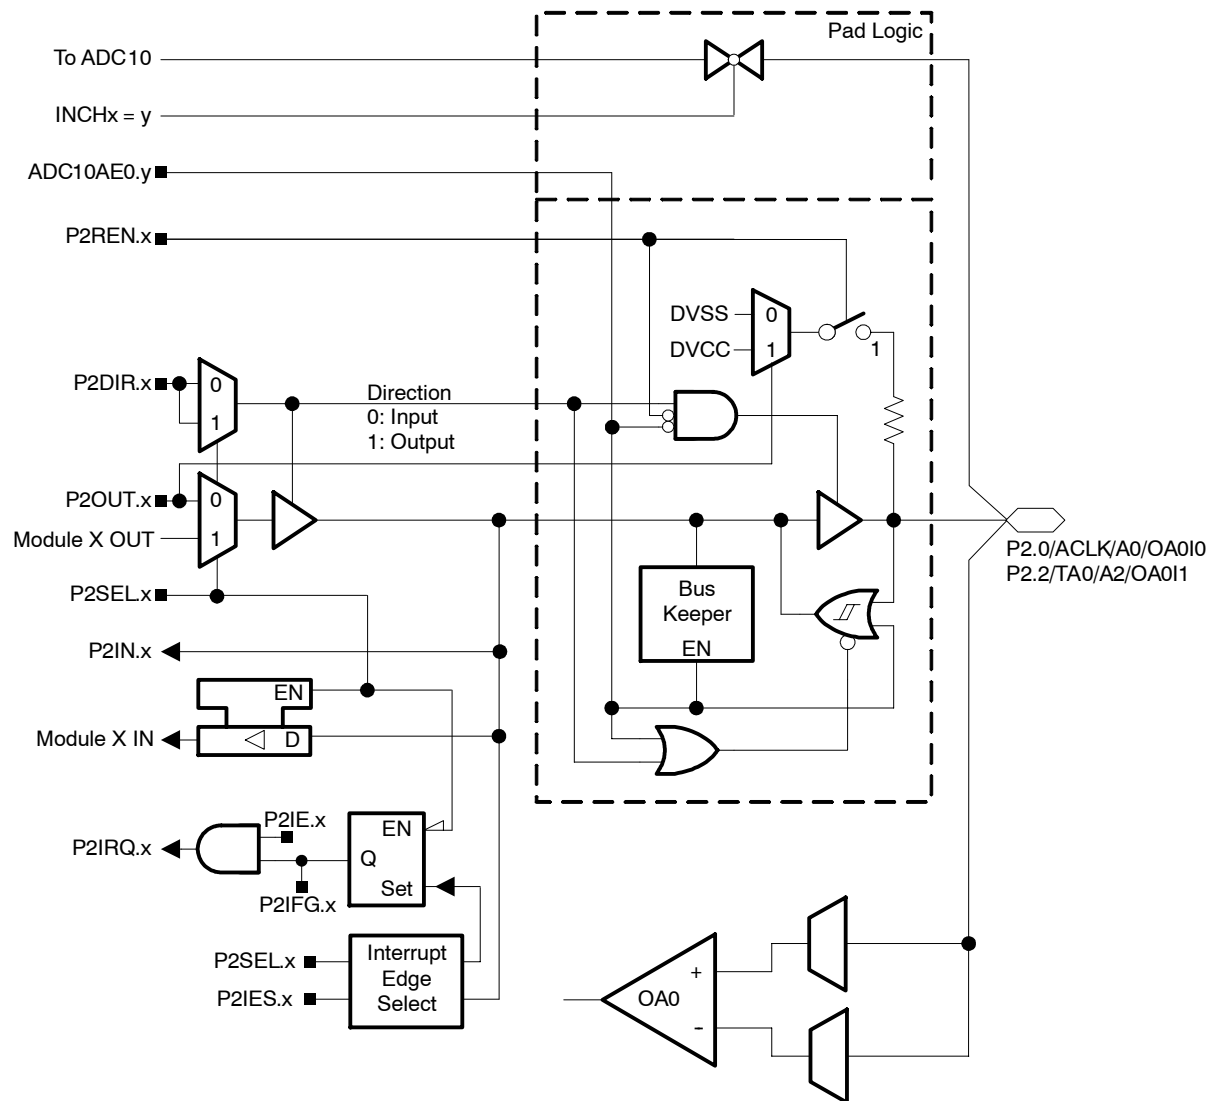 Pad Logic
To ADC10
INCHx = y
ADC10AE0.y
P2REN.x
DVSS
0
DVCC
1
1
P2DIR.x
0
1
Direction
0: Input
1: Output
P2OUT.x
0
Module X OUT
1
P2SEL.x
Bus
Keeper
EN
P2.0/ACLK/A0/OA0I0
P2.2/TA0/A2/OA0I1
P2IN.x
EN
Module X IN
D
P2IE.x
P2IRQ.x
EN
Q
Set
P2IFG.x
P2SEL.x
P2IES.x
Interrupt
Edge
Select
+
OA0
-